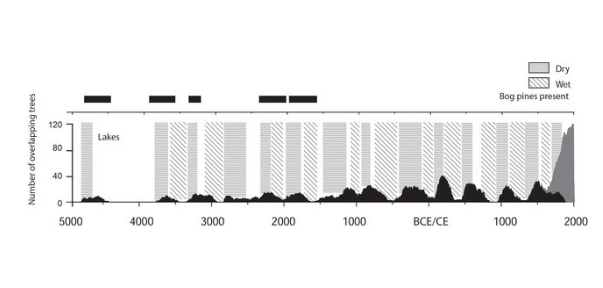 Dry
Wet
Bog pines present
Number of overlapping trees
120
80
40
0
Lakes
5000 4000 3000 2000 1000 BCE/CE 1000 2000